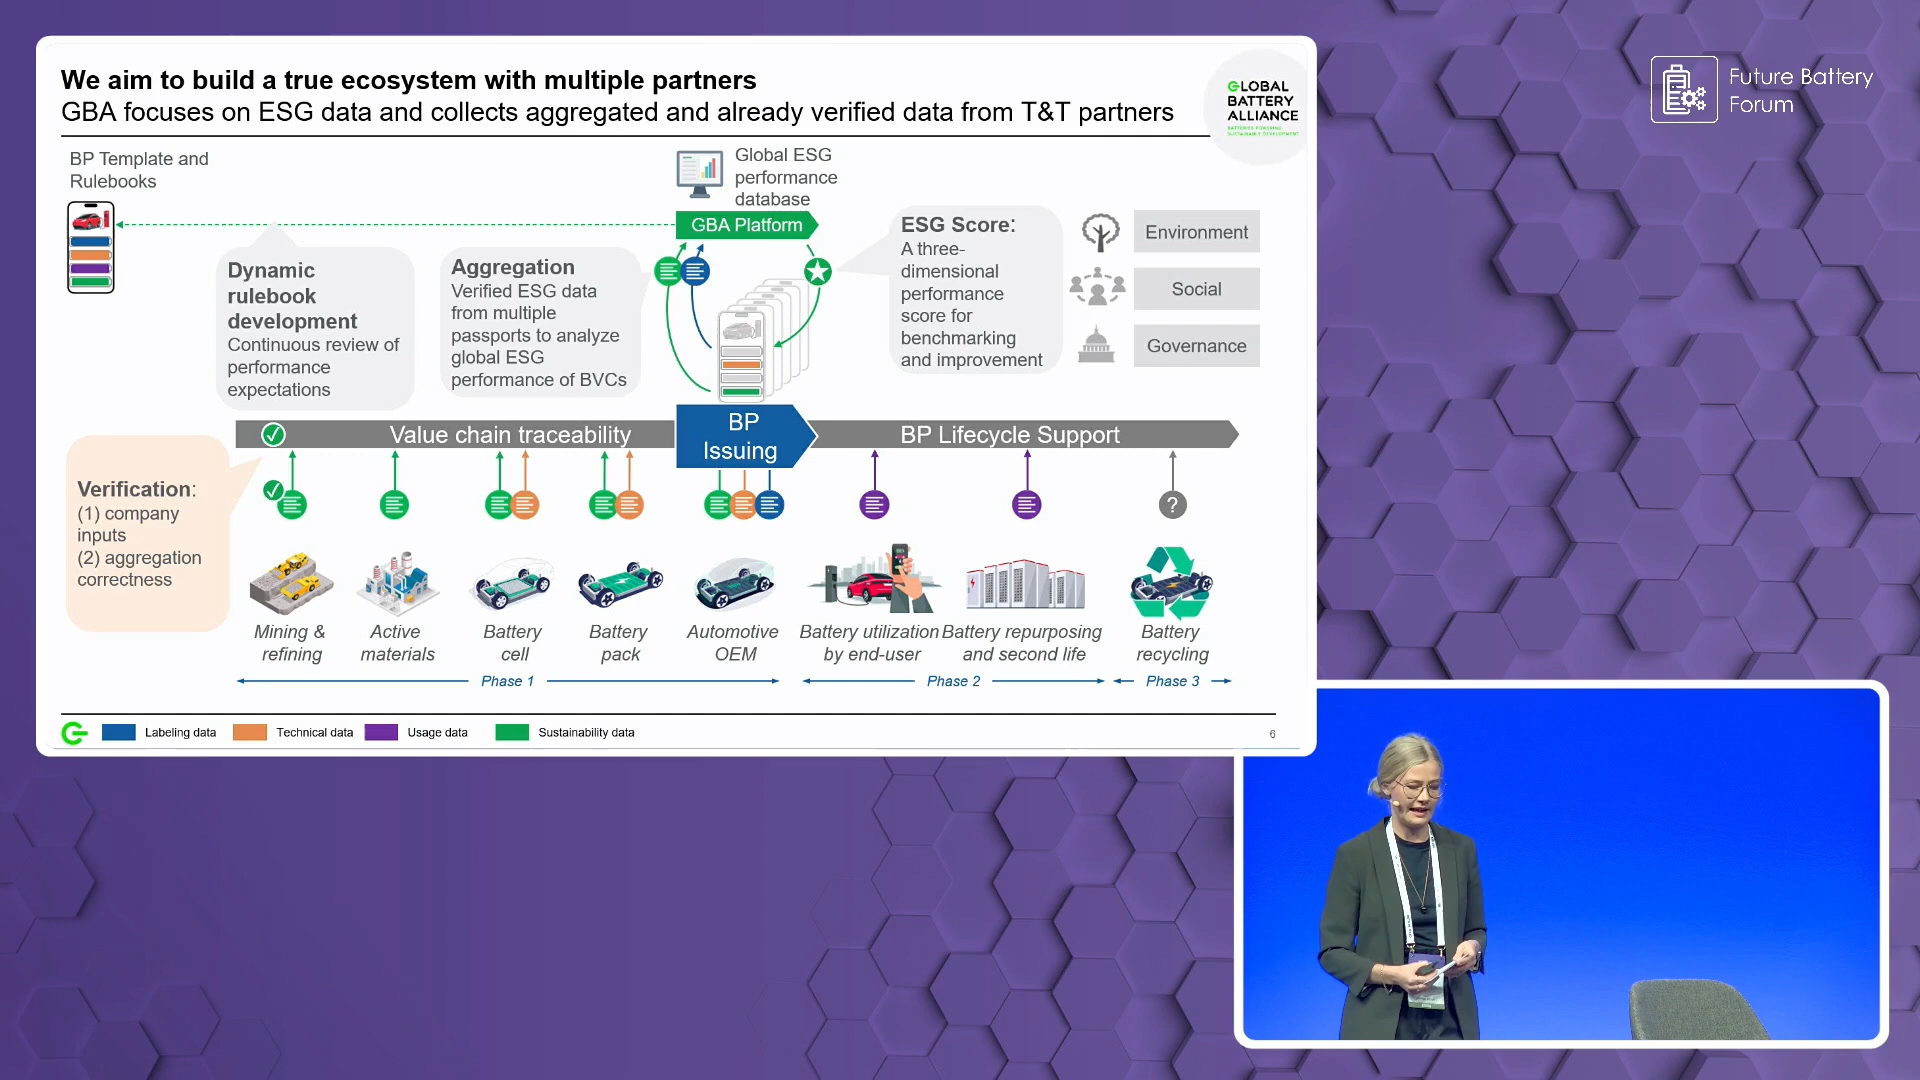 We aim to build a true ecosystem with multiple partners
GBA focuses on ESG data and collects aggregated and already verified data from T&T partners
GLOBAL
BATTERY
ALLIANCE
BATTERIES POWERING
SUSTAINABLE DEVELOPMENT
Future Battery
Forum
BP Template and
Rulebooks
Global ESG
performance
database
GBA Platform
Dynamic
rulebook
development
Continuous review of
performance
expectations
Aggregation
Verified ESG data
from multiple
passports to analyze
global ESG
performance of BVCs
ESG Score:
A three-
dimensional
performance
score for
benchmarking
and improvement
Environment
Social
Governance
Value chain traceability
BP
Issuing
BP Lifecycle Support
Verification:
(1) company
inputs
(2) aggregation
correctness
?
Mining &
refining
Active
materials
Battery
cell
Battery
pack
Automotive
OEM
Battery utilization
by end-user
Battery repurposing
and second life
Battery
recycling
Phase 1
Phase 2
Phase 3
Labeling data
Technical data
Usage data
Sustainability data
6